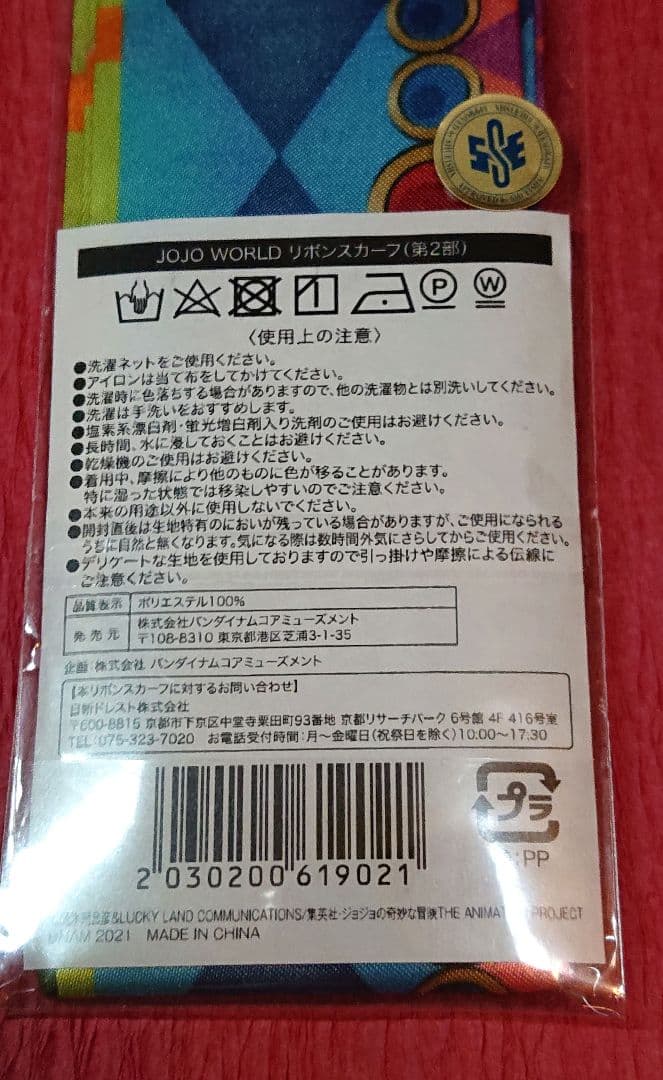 SSE
JOJO WORLD リボンスカーフ(第2部)
P
W
〈使用上の注意〉
●洗濯ネットをご使用ください。
●アイロンは当て布をしてかけてください。
●洗濯時に色落ちする場合がありますので、他の洗濯物とは別洗いしてください。
●洗濯は手洗いをおすすめします。
●塩素系漂白剤・蛍光増白剤入り洗剤のご使用はお避けください。
●長時間、水に浸しておくことはお避けください。
●乾燥機のご使用はお避けください。
●着用中、摩擦により他のものに色が移ることがあります。
特に湿った状態では移染しやすいのでご注意ください。
●本来の用途以外に使用しないでください。
●開封直後は生地特有のにおいが残っている場合がありますが、ご使用になられる
うちに自然と無くなります。気になる際は数時間外気にさらしてからご使用ください。
●デリケートな生地を使用しておりますので引っ掛けや摩擦による伝線に
ご注意ください。
品質表示 ポリエステル100%
発売元 株式会社バンダイナムコアミューズメント
〒108-8310 東京都港区芝浦3-1-35
企画:株式会社 バンダイナムコアミューズメント
【本リボンスカーフに対するお問い合わせ】
日新ドレスト株式会社
〒600-8815 京都市下京区中堂寺粟田町93番地 京都リサーチパーク 6号館 4F 416号室
TEL:075-323-7020 お電話受付時間:月〜金曜日(祝祭日を除く)10:00〜17:30
プラ
:PP
2 030200 619021
&LUCKY LAND COMMUNICATIONS/集英社・ジョジョの奇妙な冒険THE ANIMATION PROJECT
2021 MADE IN CHINA